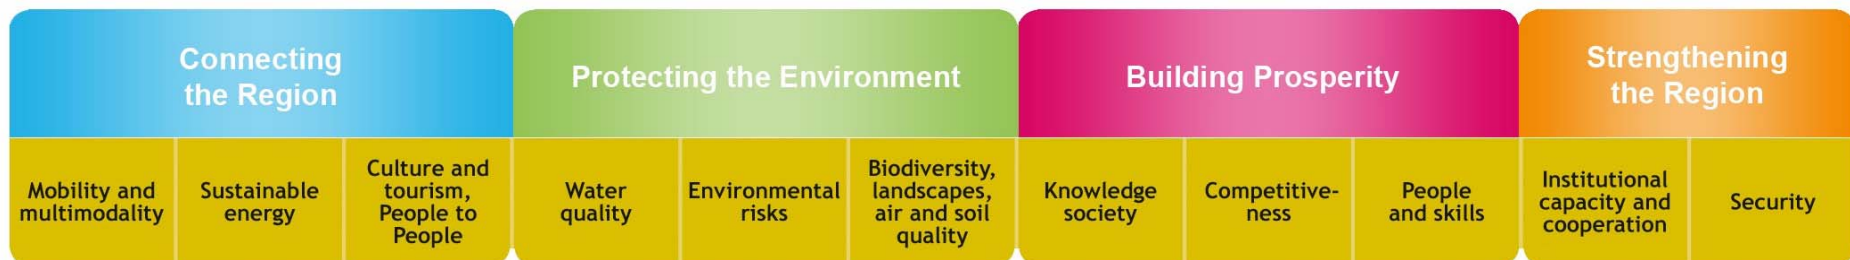 Connecting
the Region
Protecting the Environment
Building Prosperity
Strengthening
the Region
Mobility and
multimodality
Sustainable
energy
Culture and
tourism,
People to
People
Water
quality
Environmental
risks
Biodiversity,
landscapes,
air and soil
quality
Knowledge
society
Competitive-
ness
People
and skills
Institutional
capacity and
cooperation
Security